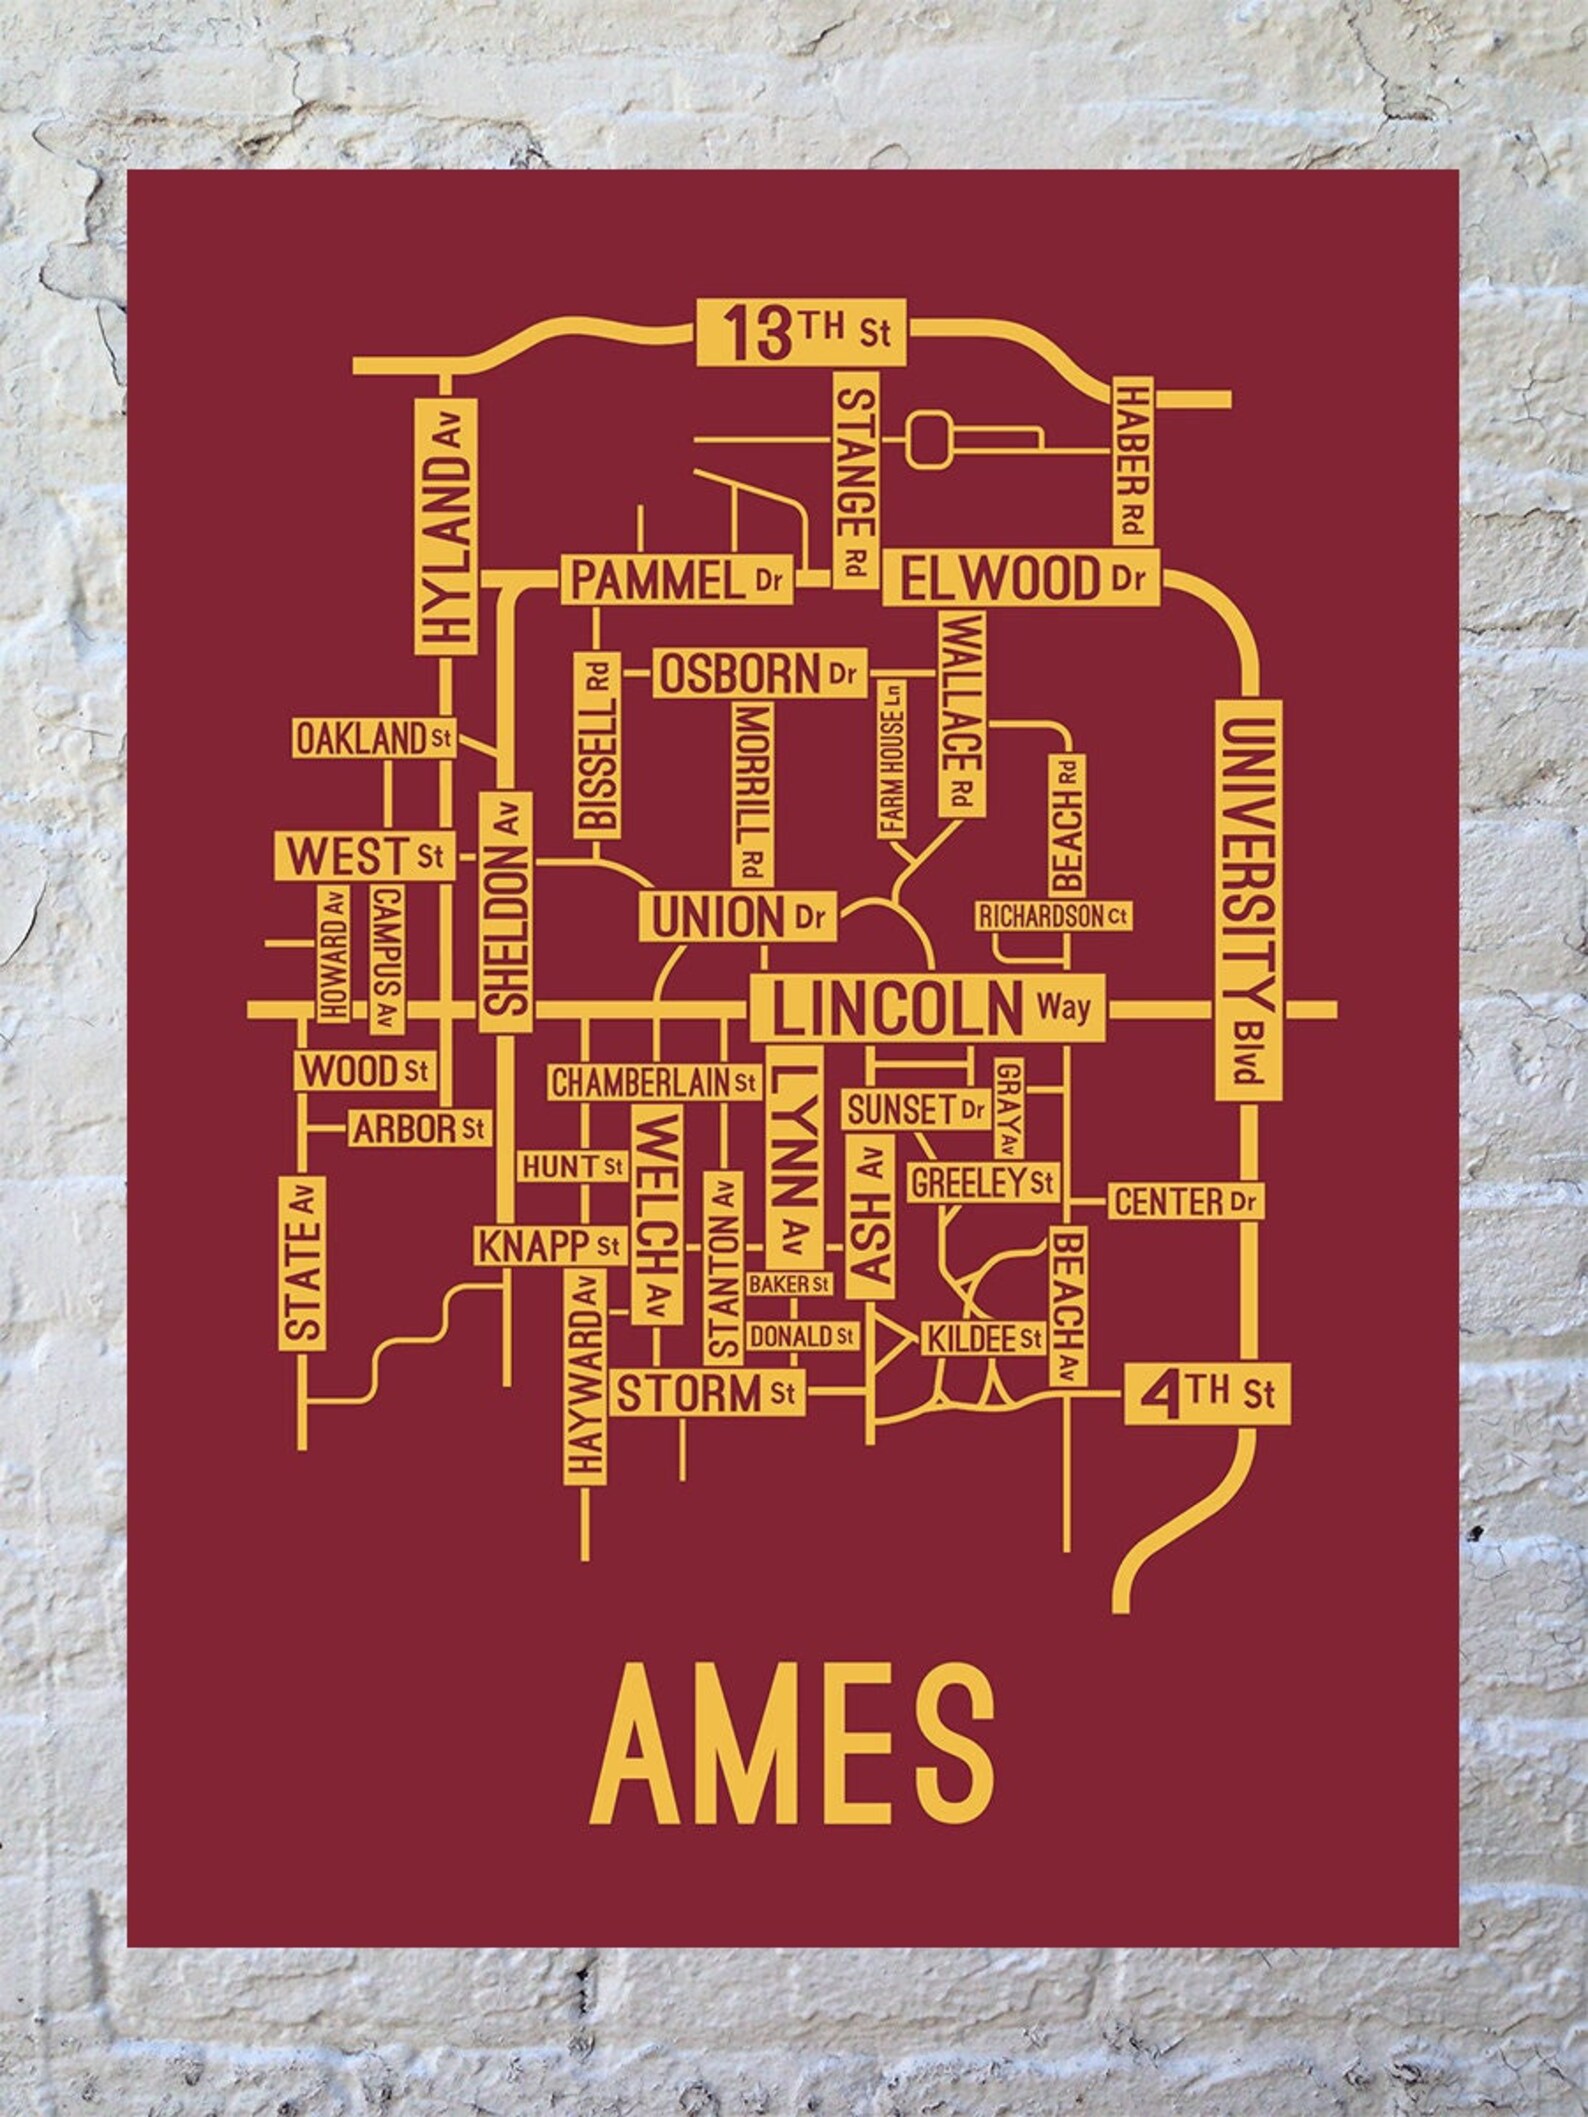 13TH St
STANGE Rd
HABER Rd
HYLAND Av
PAMMEL Dr
ELWOOD Dr
WALLACE Rd
OSBORN Dr
BISSELL Rd
MORRILL Rd
FARM HOUSE Ln
UNIVERSITY Blvd
OAKLAND St
BEACH Rd
SHELDON Av
WEST St
HOWARD Av
CAMPUS Av
UNION Dr
RICHARDSON Ct
LINCOLN Way
WOOD St
CHAMBERLAIN St
LYNN Av
GRAY Av
SUNSET Dr
ARBOR St
WELCH Av
HUNT St
ASH Av
GREELEY St
CENTER Dr
STATE Av
STANTON Av
KNAPP St
BEACH Av
HAYWARD Av
BAKER St
DONALD St
KILDEE St
STORM St
4TH St
AMES